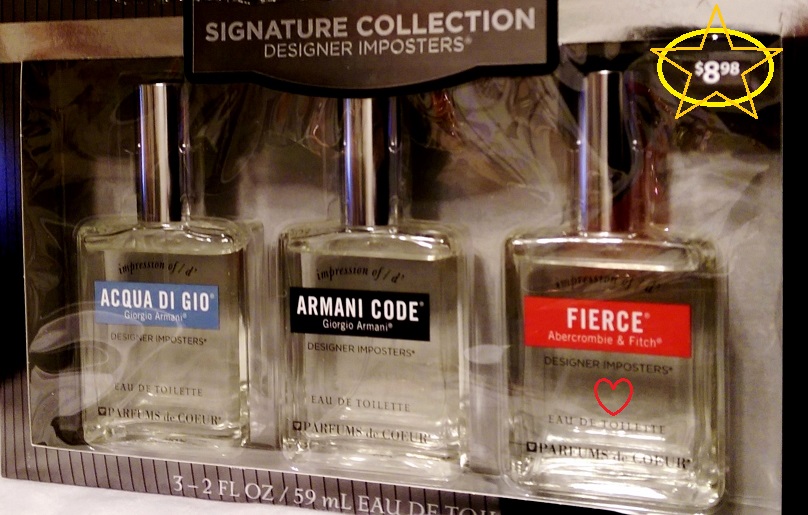 SIGNATURE COLLECTION
DESIGNER IMPOSTERS®
$8.98
impression of / d'
ACQUA DI GIO®
Giorgio Armani®
DESIGNER IMPOSTERS®
EAU DE TOILETTE
PARFUMS de COEUR®
impression of / d'
ARMANI CODE®
Giorgio Armani®
DESIGNER IMPOSTERS®
EAU DE TOILETTE
PARFUMS de COEUR®
impression of / d'
FIERCE®
Abercrombie & Fitch®
DESIGNER IMPOSTERS®
EAU DE TOILETTE
PARFUMS de COEUR®
3-2 FL OZ / 59 mL EAU DE TOI